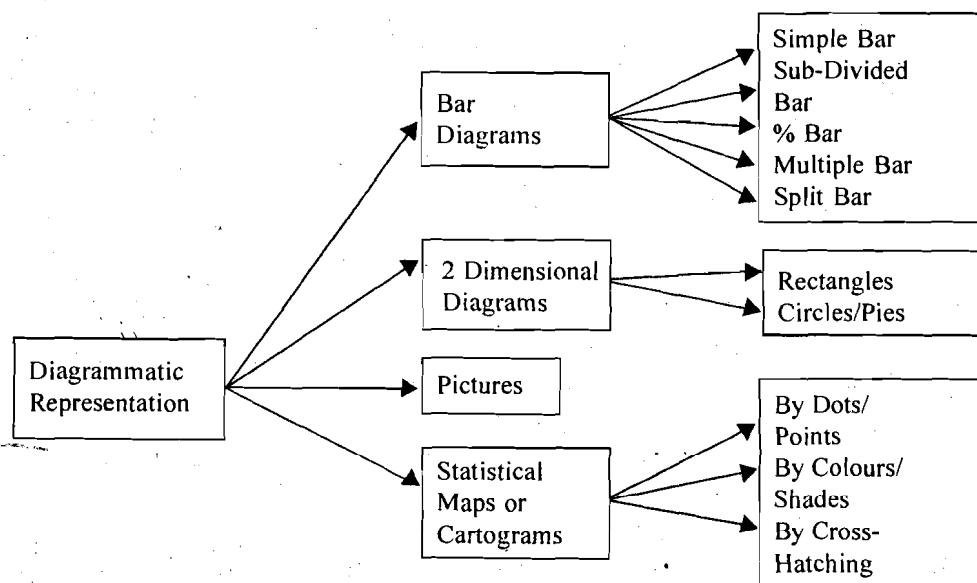 Simple Bar
Sub-Divided
Bar
% Bar
Multiple Bar
Split Bar
Bar
Diagrams
2 Dimensional
Diagrams
Rectangles
Circles/Pies
Diagrammatic
Representation
Pictures
By Dots/
Points
By Colours/
Shades
By Cross-
Hatching
Statistical
Maps or
Cartograms